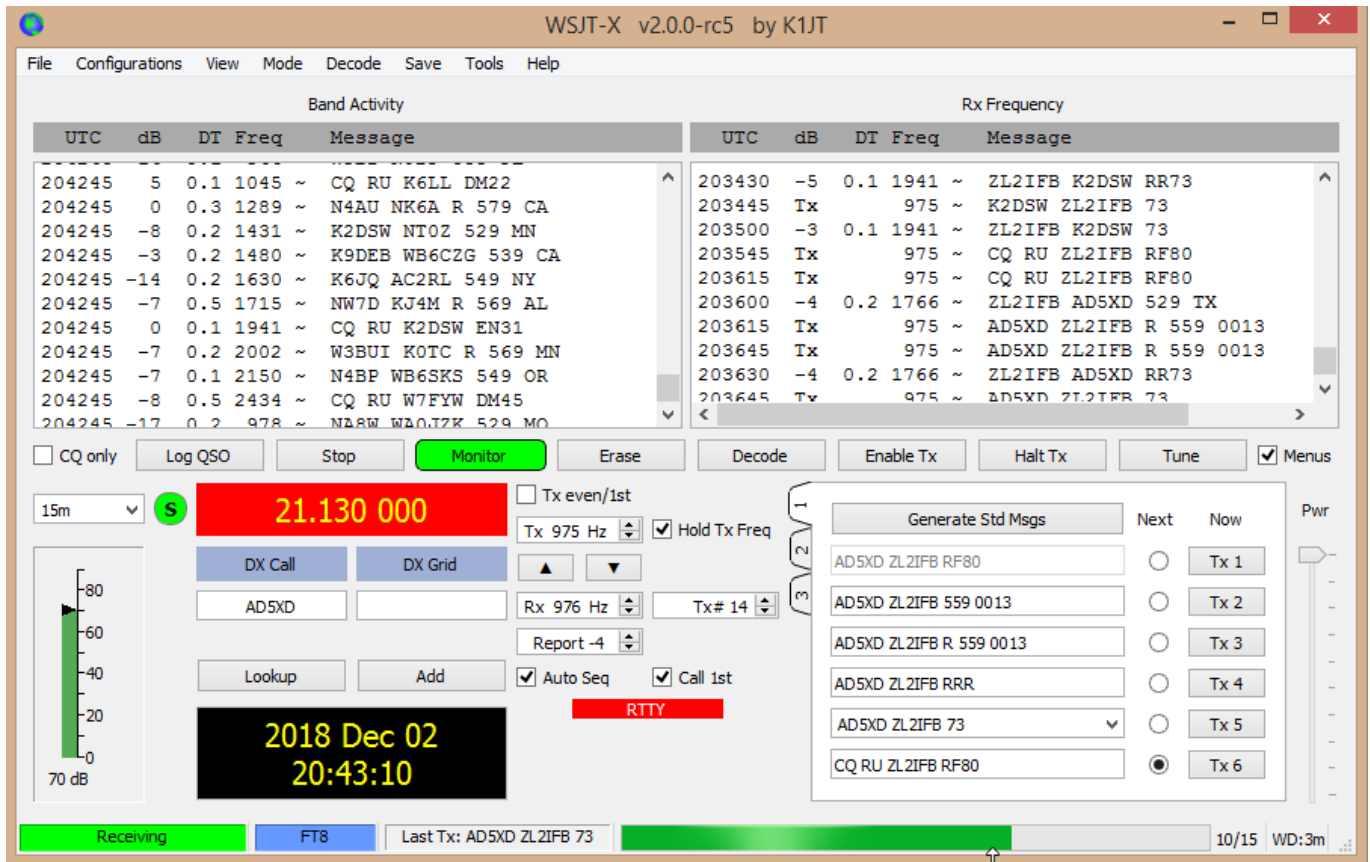 WSJT-X v2.0.0-rc5 by K1JT
File Configurations View Mode Decode Save Tools Help
Band Activity
UTC dB DT Freq Message
204245 5 0.1 1045 ~ CQ RU K6LL DM22
204245 0 0.3 1289 ~ N4AU NK6A R 579 CA
204245 -8 0.2 1431 ~ K2DSW NT0Z 529 MN
204245 -3 0.2 1480 ~ K9DEB WB6CZG 539 CA
204245 -14 0.2 1630 ~ K6JQ AC2RL 549 NY
204245 -7 0.5 1715 ~ NW7D KJ4M R 569 AL
204245 0 0.1 1941 ~ CQ RU K2DSW EN31
204245 -7 0.2 2002 ~ W3BUI K0TC R 569 MN
204245 -7 0.1 2150 ~ N4BP WB6SKS 549 OR
204245 -8 0.5 2434 ~ CQ RU W7FYW DM45
204245 -17 0.2 978 ~ NA8W WA0JZK 529 MO
Rx Frequency
UTC dB DT Freq Message
203430 -5 0.1 1941 ~ ZL2IFB K2DSW RR73
203445 Tx 975 ~ K2DSW ZL2IFB 73
203500 -3 0.1 1941 ~ ZL2IFB K2DSW 73
203545 Tx 975 ~ CQ RU ZL2IFB RF80
203615 Tx 975 ~ CQ RU ZL2IFB RF80
203600 -4 0.2 1766 ~ ZL2IFB AD5XD 529 TX
203615 Tx 975 ~ AD5XD ZL2IFB R 559 0013
203645 Tx 975 ~ AD5XD ZL2IFB R 559 0013
203630 -4 0.2 1766 ~ ZL2IFB AD5XD RR73
203645 Tx 975 ~ AD5XD ZL2IFB 73
CQ only Log QSO Stop Monitor Erase Decode Enable Tx Halt Tx Tune Menus
15m S 21.130 000
Tx even/1st
Tx 975 Hz Hold Tx Freq
DX Call DX Grid
AD5XD
Rx 976 Hz Tx# 14
Report -4
Lookup Add
Auto Seq Call 1st
RTTY
2018 Dec 02
20:43:10
80
60
40
20
0
70 dB
1
2
3
Generate Std Msgs Next Now Pwr
AD5XD ZL2IFB RF80 Tx 1
AD5XD ZL2IFB 559 0013 Tx 2
AD5XD ZL2IFB R 559 0013 Tx 3
AD5XD ZL2IFB RRR Tx 4
AD5XD ZL2IFB 73 Tx 5
CQ RU ZL2IFB RF80 Tx 6
Receiving FT8 Last Tx: AD5XD ZL2IFB 73 10/15 WD:3m